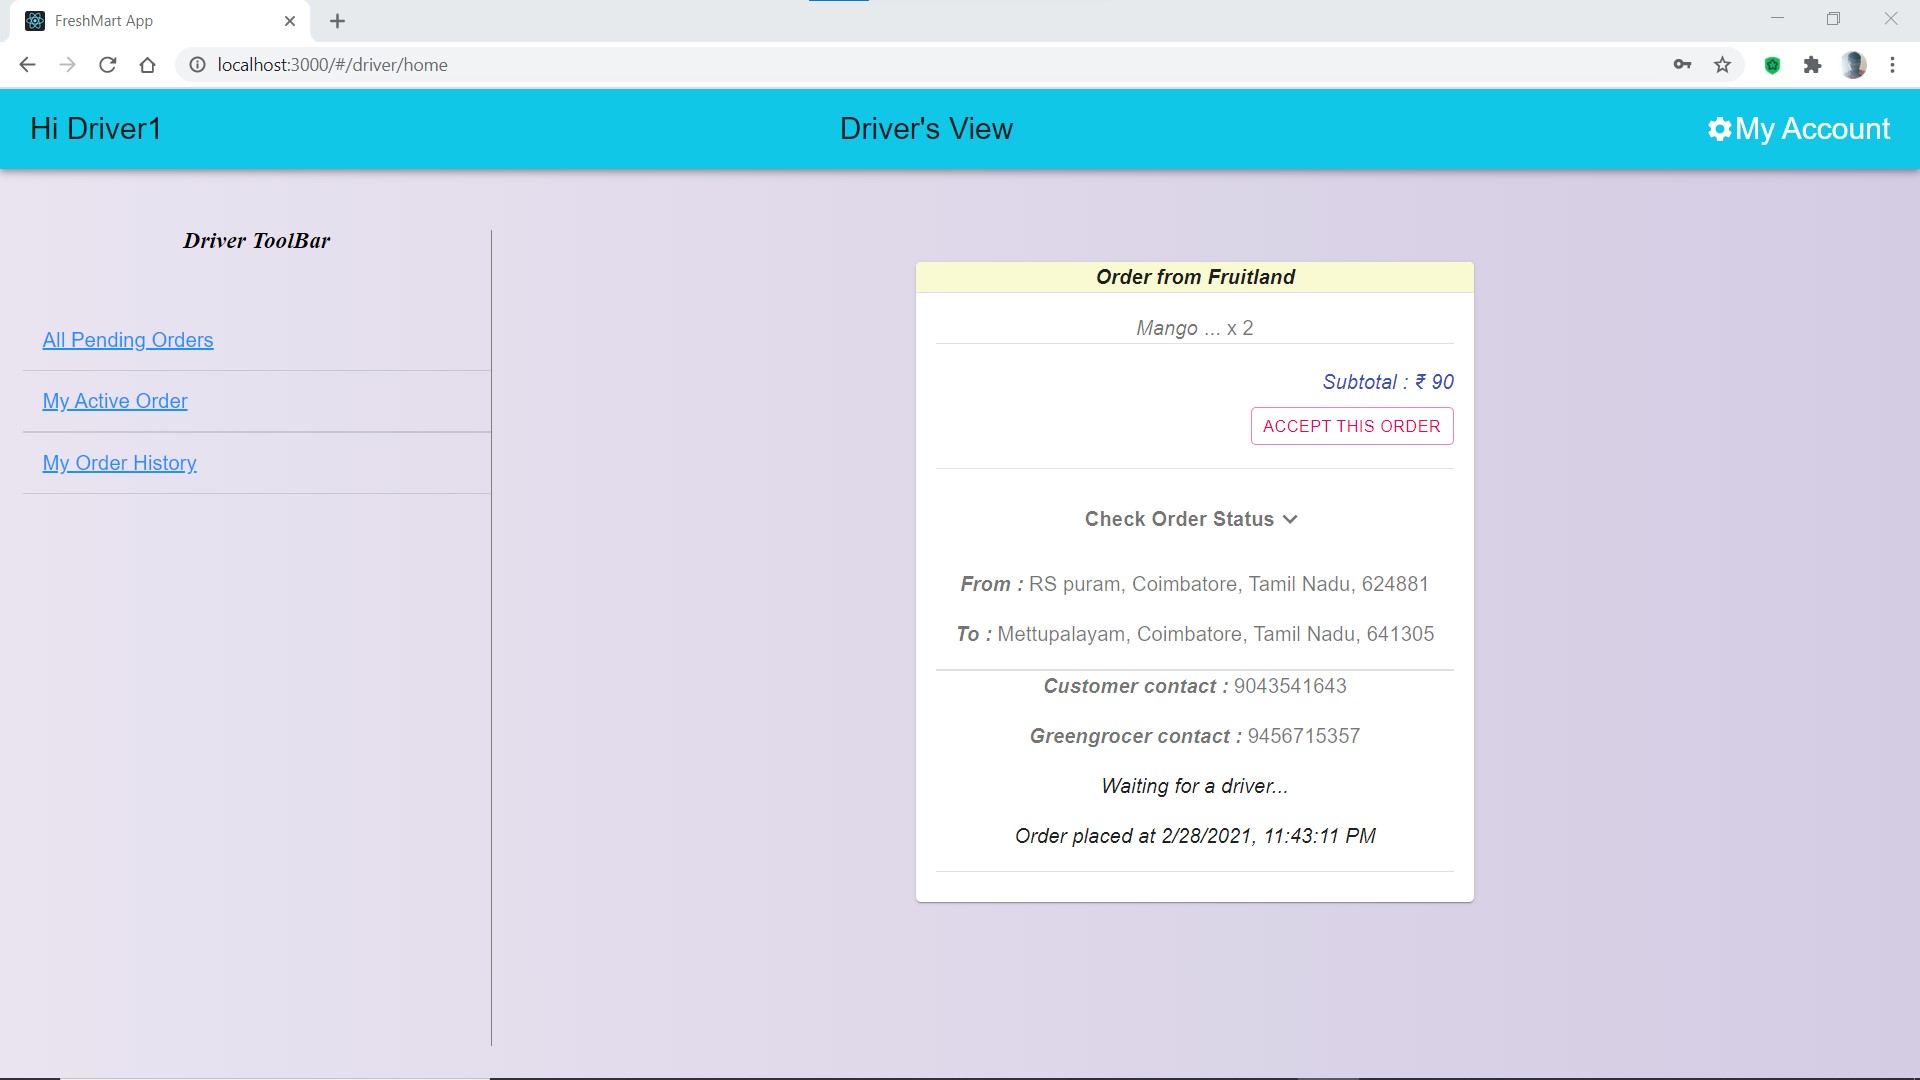 FreshMart App
localhost:3000/#/driver/home
Hi Driver1
Driver's View
My Account
Driver ToolBar
All Pending Orders
My Active Order
My Order History
Order from Fruitland
Mango ... x 2
Subtotal : ₹ 90
ACCEPT THIS ORDER
Check Order Status
From : RS puram, Coimbatore, Tamil Nadu, 624881
To : Mettupalayam, Coimbatore, Tamil Nadu, 641305
Customer contact : 9043541643
Greengrocer contact : 9456715357
Waiting for a driver...
Order placed at 2/28/2021, 11:43:11 PM